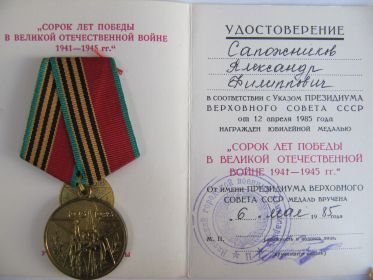 „СОРОК ЛЕТ ПОБЕДЫ
В ВЕЛИКОЙ ОТЕЧЕСТВЕННОЙ ВОЙНЕ
1941—1945 гг.“
УДОСТОВЕРЕНИЕ
Сапожников
Александр
Филиппович
В СООТВЕТСТВИИ С УКАЗОМ ПРЕЗИДИУМА
ВЕРХОВНОГО СОВЕТА СССР
от 12 апреля 1985 года
НАГРАЖДЕН ЮБИЛЕЙНОЙ МЕДАЛЬЮ
„СОРОК ЛЕТ ПОБЕДЫ
В ВЕЛИКОЙ ОТЕЧЕСТВЕННОЙ
ВОЙНЕ 1941—1945 гг.“
ОТ ИМЕНИ ПРЕЗИДИУМА ВЕРХОВНОГО
СОВЕТА СССР МЕДАЛЬ ВРУЧЕНА
„6“ мая 1985 года
М. П.